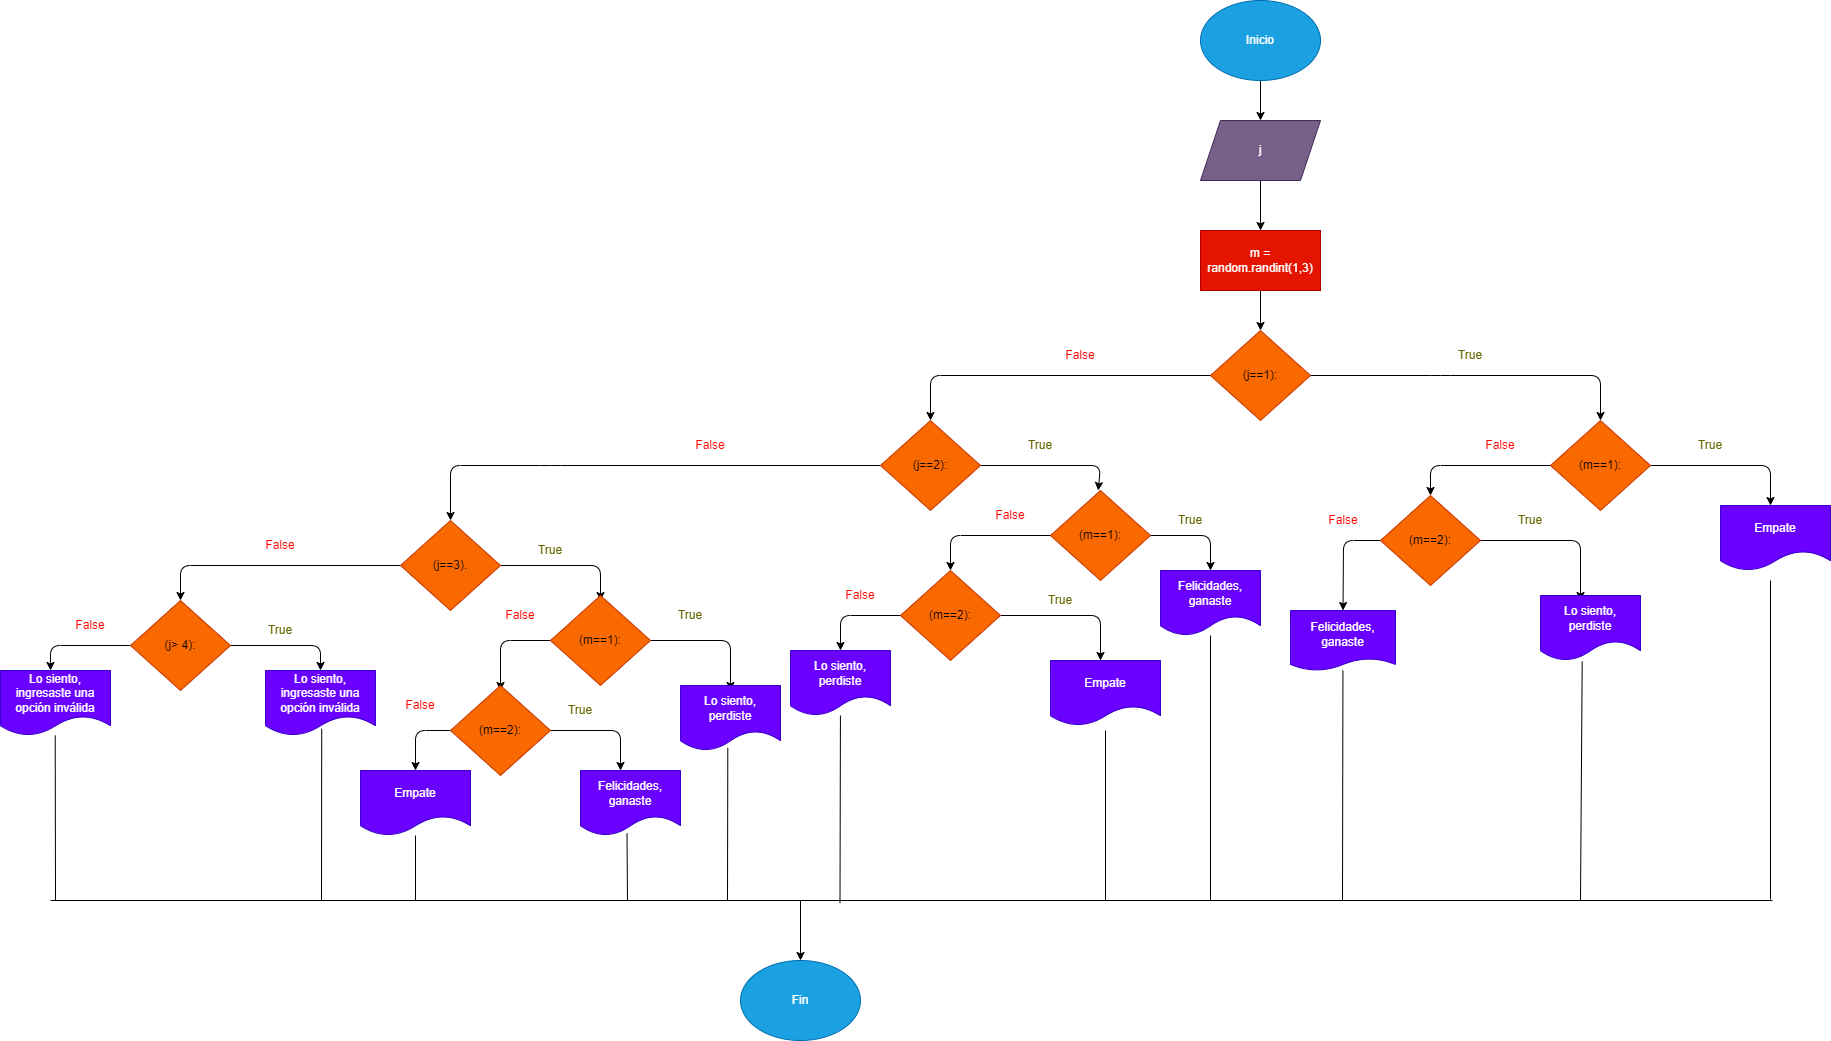 Inicio
j
m =
random.randint(1,3)
False
True
(j==1):
False
True
(j==2):
False
True
(m==1):
False
True
(m==1):
False
True
(m==2):
Empate
False
True
(j==3).
Felicidades,
ganaste
False
True
(m==2):
Lo siento,
perdiste
Felicidades,
ganaste
False
True
(j> 4):
False
True
(m==1):
Lo siento,
perdiste
Empate
Lo siento,
ingresaste una
opción inválida
Lo siento,
ingresaste una
opción inválida
False
True
(m==2):
Lo siento,
perdiste
Empate
Felicidades,
ganaste
Fin